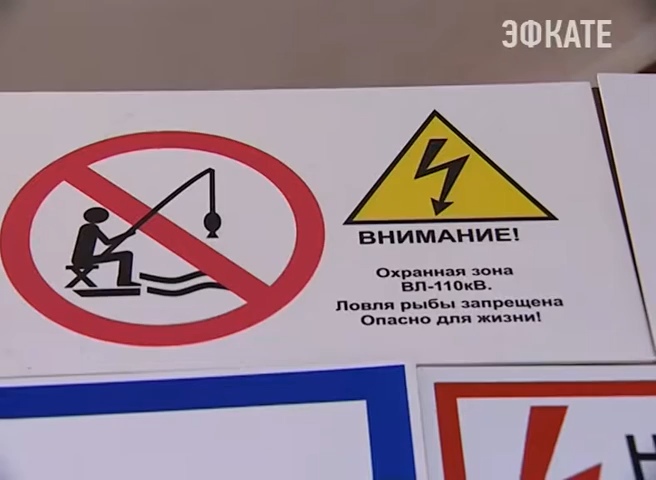 ЭФКАТЕ
ВНИМАНИЕ!
Охранная зона
ВЛ-110кВ.
Ловля рыбы запрещена
Опасно для жизни!
Н